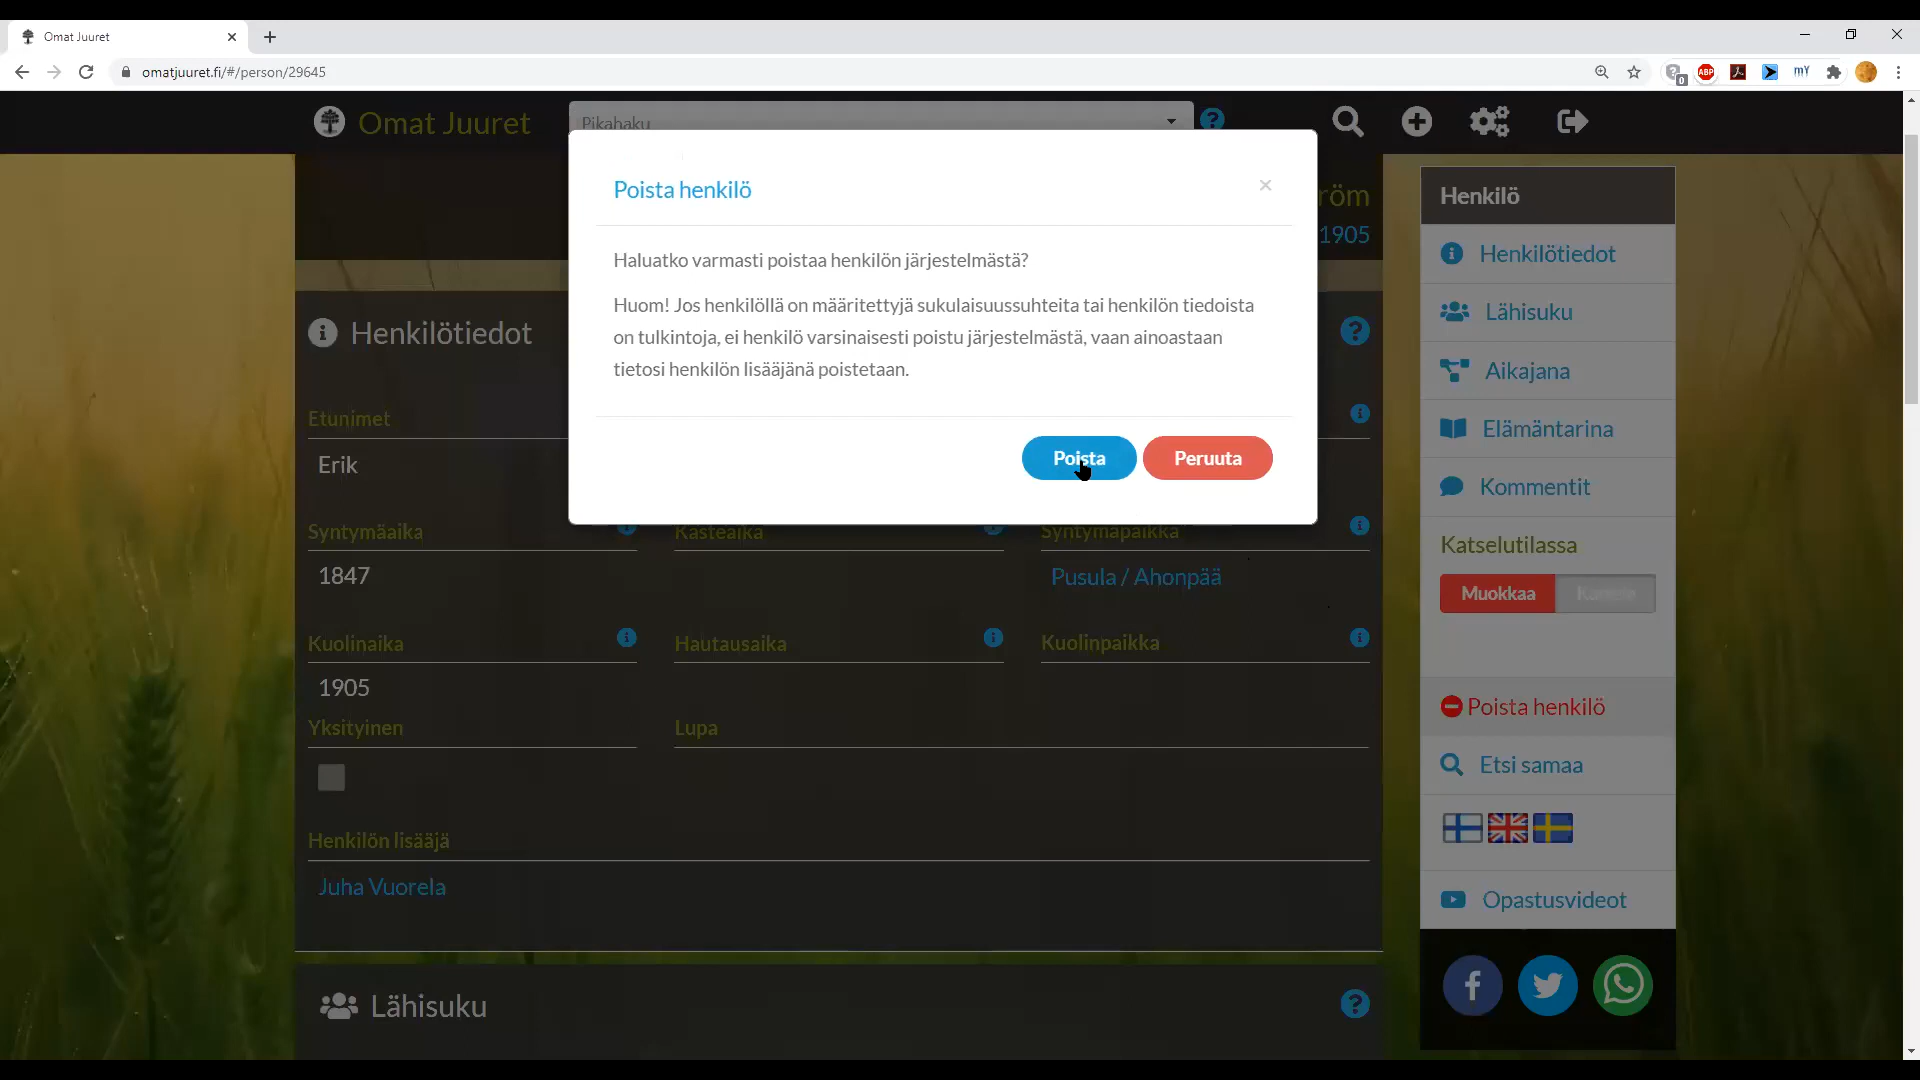 Omat Juuret
omatjuuret.fi/#/person/29645
Omat Juuret
Pikahaku
Poista henkilö
×
Haluatko varmasti poistaa henkilön järjestelmästä?
Huom! Jos henkilöllä on määritettyjä sukulaisuussuhteita tai henkilön tiedoista
on tulkintoja, ei henkilö varsinaisesti poistu järjestelmästä, vaan ainoastaan
tietosi henkilön lisääjänä poistetaan.
Poista
Peruuta
röm
1905
Henkilötiedot
Etunimet
Erik
Syntymäaika
Kasteaika
Syntymäpaikka
1847
Pusula / Ahonpää
Kuolinaika
Hautausaika
Kuolinpaikka
1905
Yksityinen
Lupa
Henkilön lisääjä
Juha Vuorela
Lähisuku
Henkilö
Henkilötiedot
Lähisuku
Aikajana
Elämäntarina
Kommentit
Katselutilassa
Muokkaa
Poista henkilö
Etsi samaa
Opastusvideot